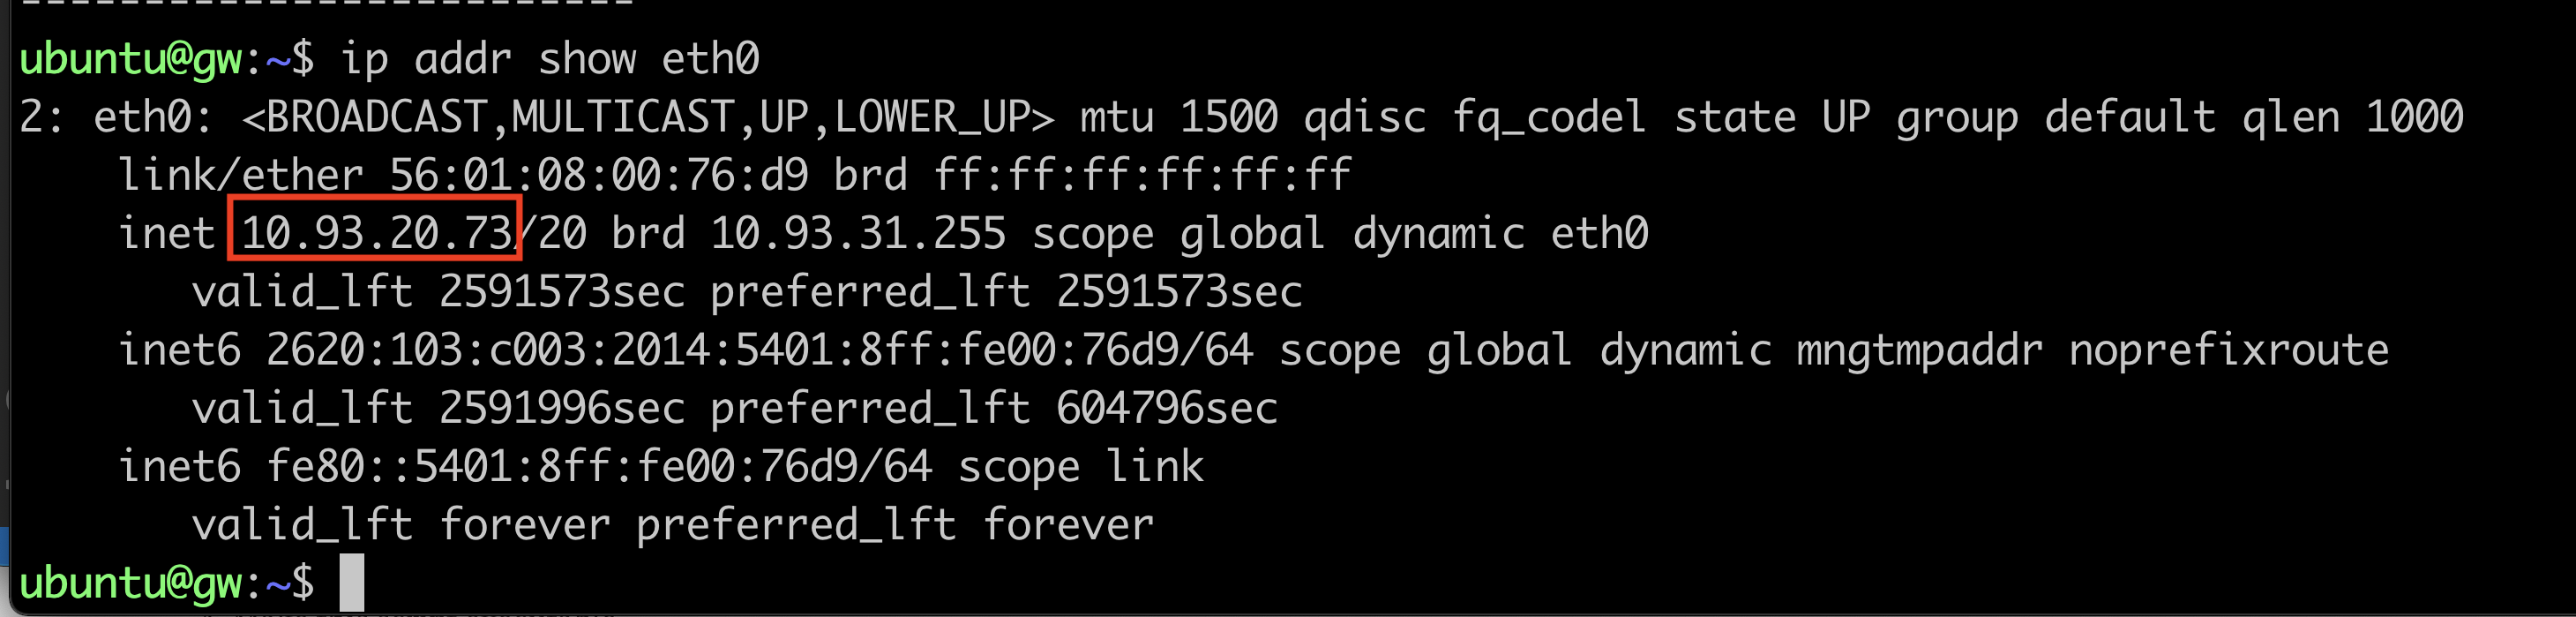 ubuntu@gw:~$ ip addr show eth0
2: eth0: <BROADCAST,MULTICAST,UP,LOWER_UP> mtu 1500 qdisc fq_codel state UP group default qlen 1000
link/ether 56:01:08:00:76:d9 brd ff:ff:ff:ff:ff:ff
inet 10.93.20.73/20 brd 10.93.31.255 scope global dynamic eth0
valid_lft 2591573sec preferred_lft 2591573sec
inet6 2620:103:c003:2014:5401:8ff:fe00:76d9/64 scope global dynamic mngtmpaddr noprefixroute
valid_lft 2591996sec preferred_lft 604796sec
inet6 fe80::5401:8ff:fe00:76d9/64 scope link
valid_lft forever preferred_lft forever
ubuntu@gw:~$